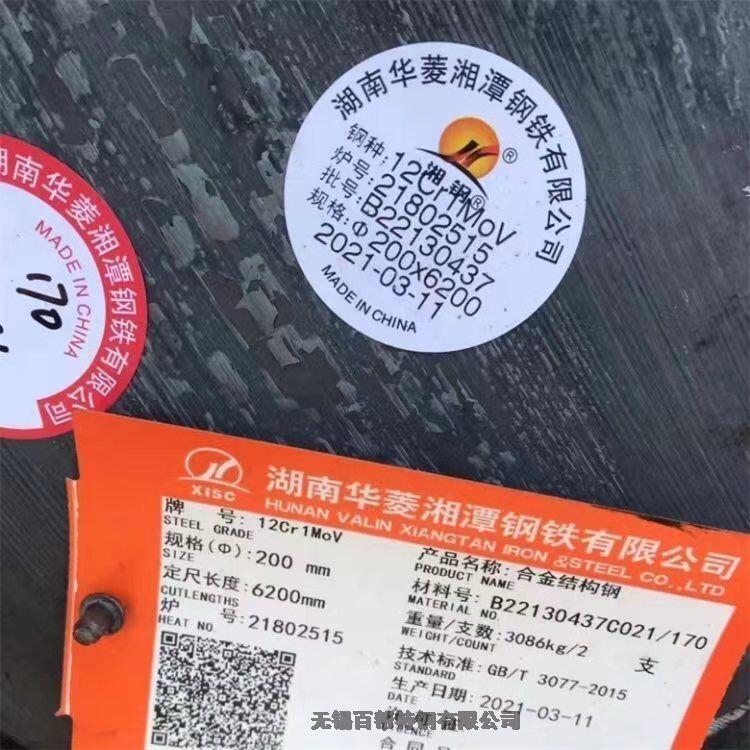 湖南华菱湘潭钢铁有限公司
湘钢®
®
钢种: 12Cr1MoV
炉号: 21802515
批号: B22130437
规格: Φ200x6200
2021-03-11
MADE IN CHINA
湖南华菱湘潭钢铁有限公司
MADE IN CHINA
170
XISC
湖南华菱湘潭钢铁有限公司
HUNAN VALIN XIANGTAN IRON &STEEL CO.,LTD
牌 号: 12Cr1MoV
STEEL GRADE
规格(Φ): 200 mm
SIZE
定尺长度: 6200mm
CUTLENGTHS
炉 号: 21802515
HEAT NO.
产品名称: 合金结构钢
PRODUCT NAME
材料号: B22130437C021/170
MATERIAL NO.
重量/支数: 3086kg/2 支
WEIGHT/COUNT
技术标准: GB/T 3077-2015
STANDARD
生产日期: 2021-03-11
DATE
合同号